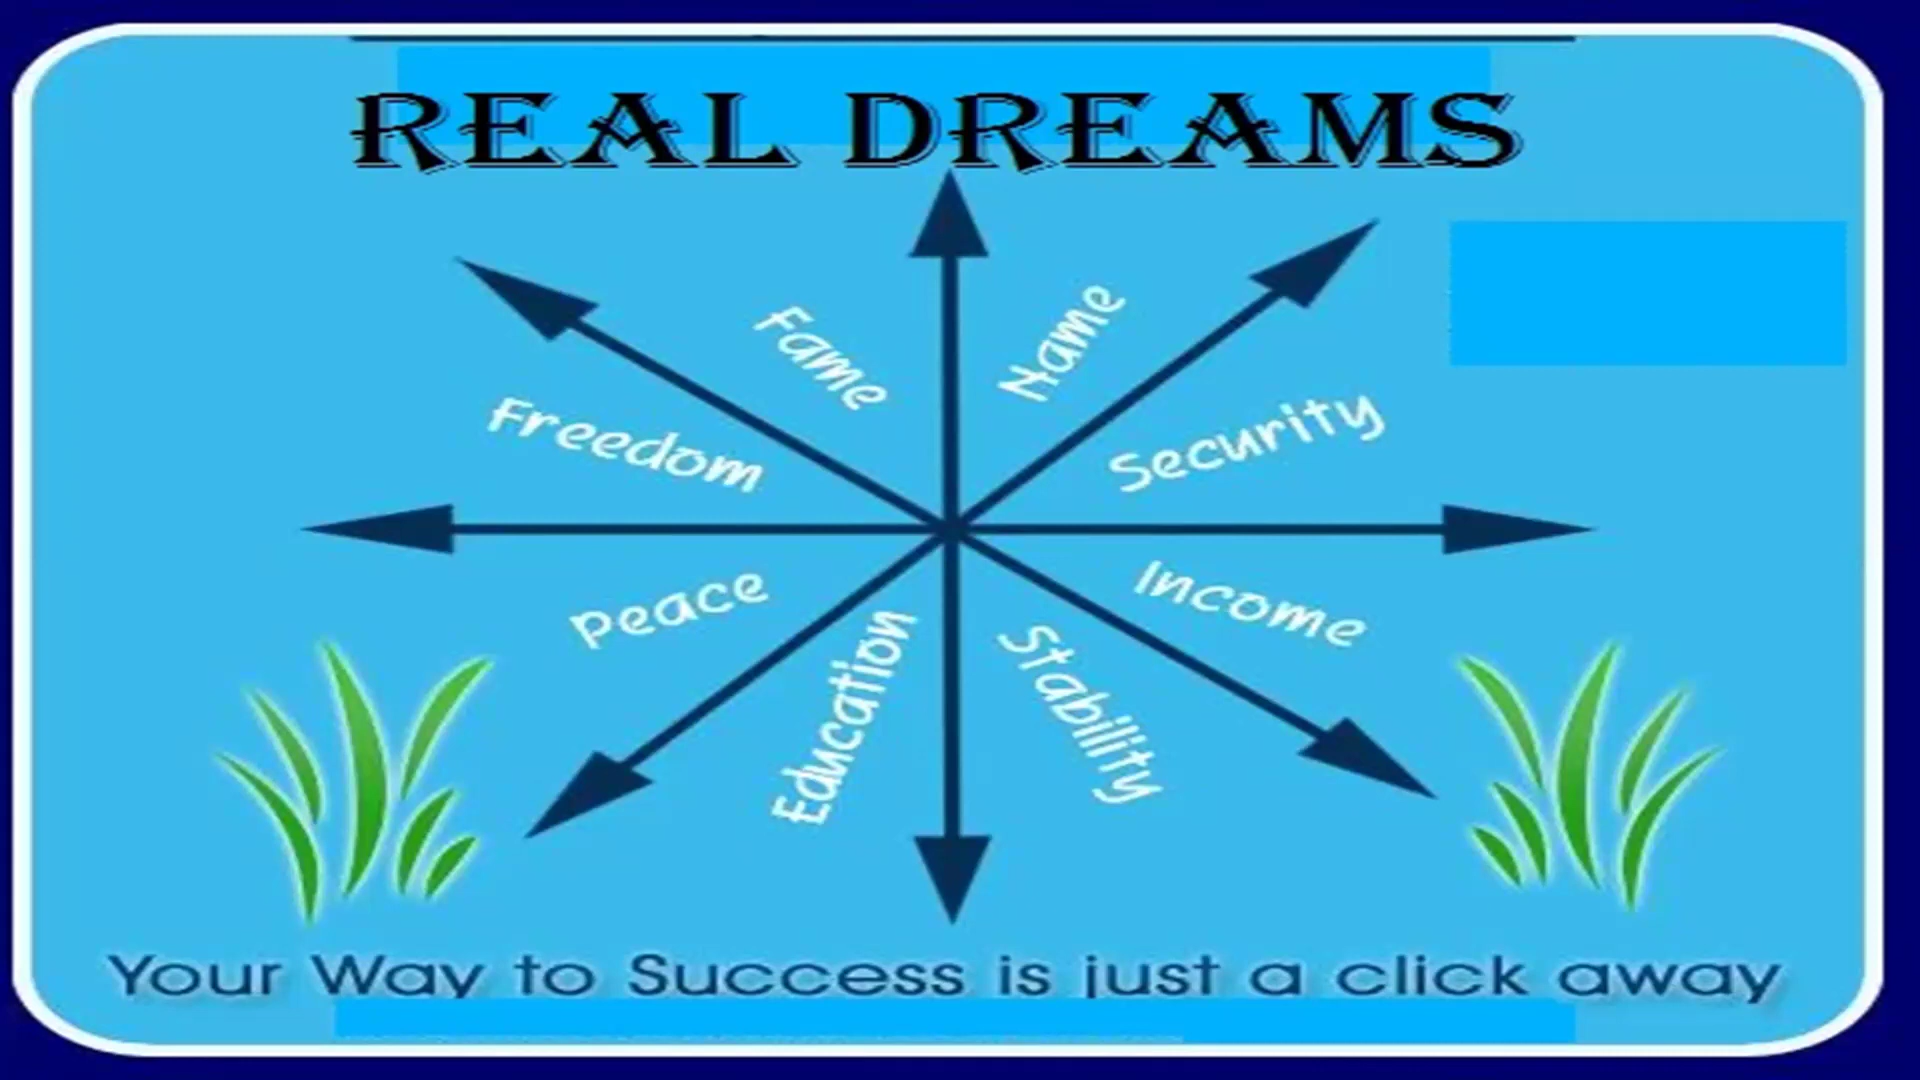 REAL DREAMS
Fame
Name
Freedom
Security
Peace
Income
Education
Stability
Your Way to Success is just a click away